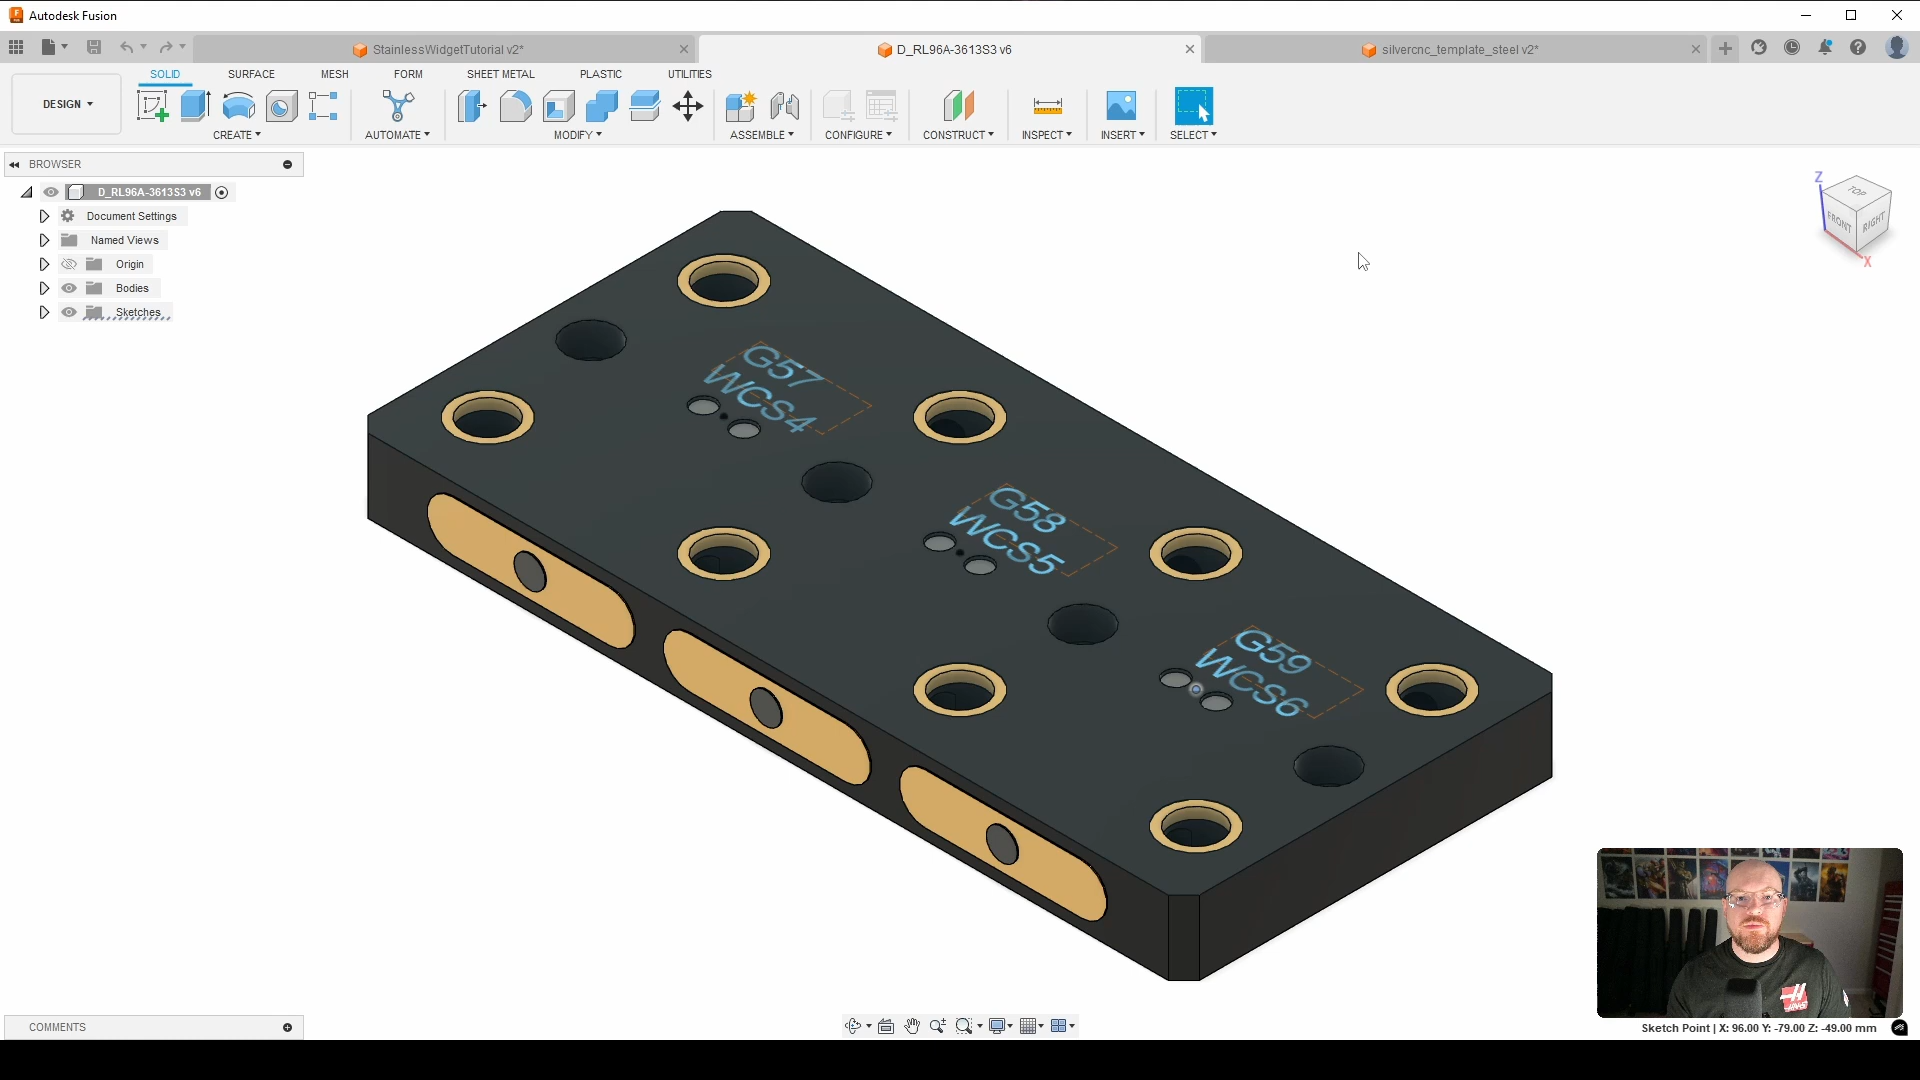 Autodesk Fusion
StainlessWidgetTutorial v2*
D_RL96A-3613S3 v6
silvercnc_template_steel v2*
DESIGN
SOLID
SURFACE
MESH
FORM
SHEET METAL
PLASTIC
UTILITIES
CREATE
AUTOMATE
MODIFY
ASSEMBLE
CONFIGURE
CONSTRUCT
INSPECT
INSERT
SELECT
BROWSER
D_RL96A-3613S3 v6
Document Settings
Named Views
Origin
Bodies
Sketches
Z
TOP
FRONT
RIGHT
X
G57
WCS4
G58
WCS5
G59
WCS6
COMMENTS
Sketch Point | X: 96.00 Y: -79.00 Z: -49.00 mm